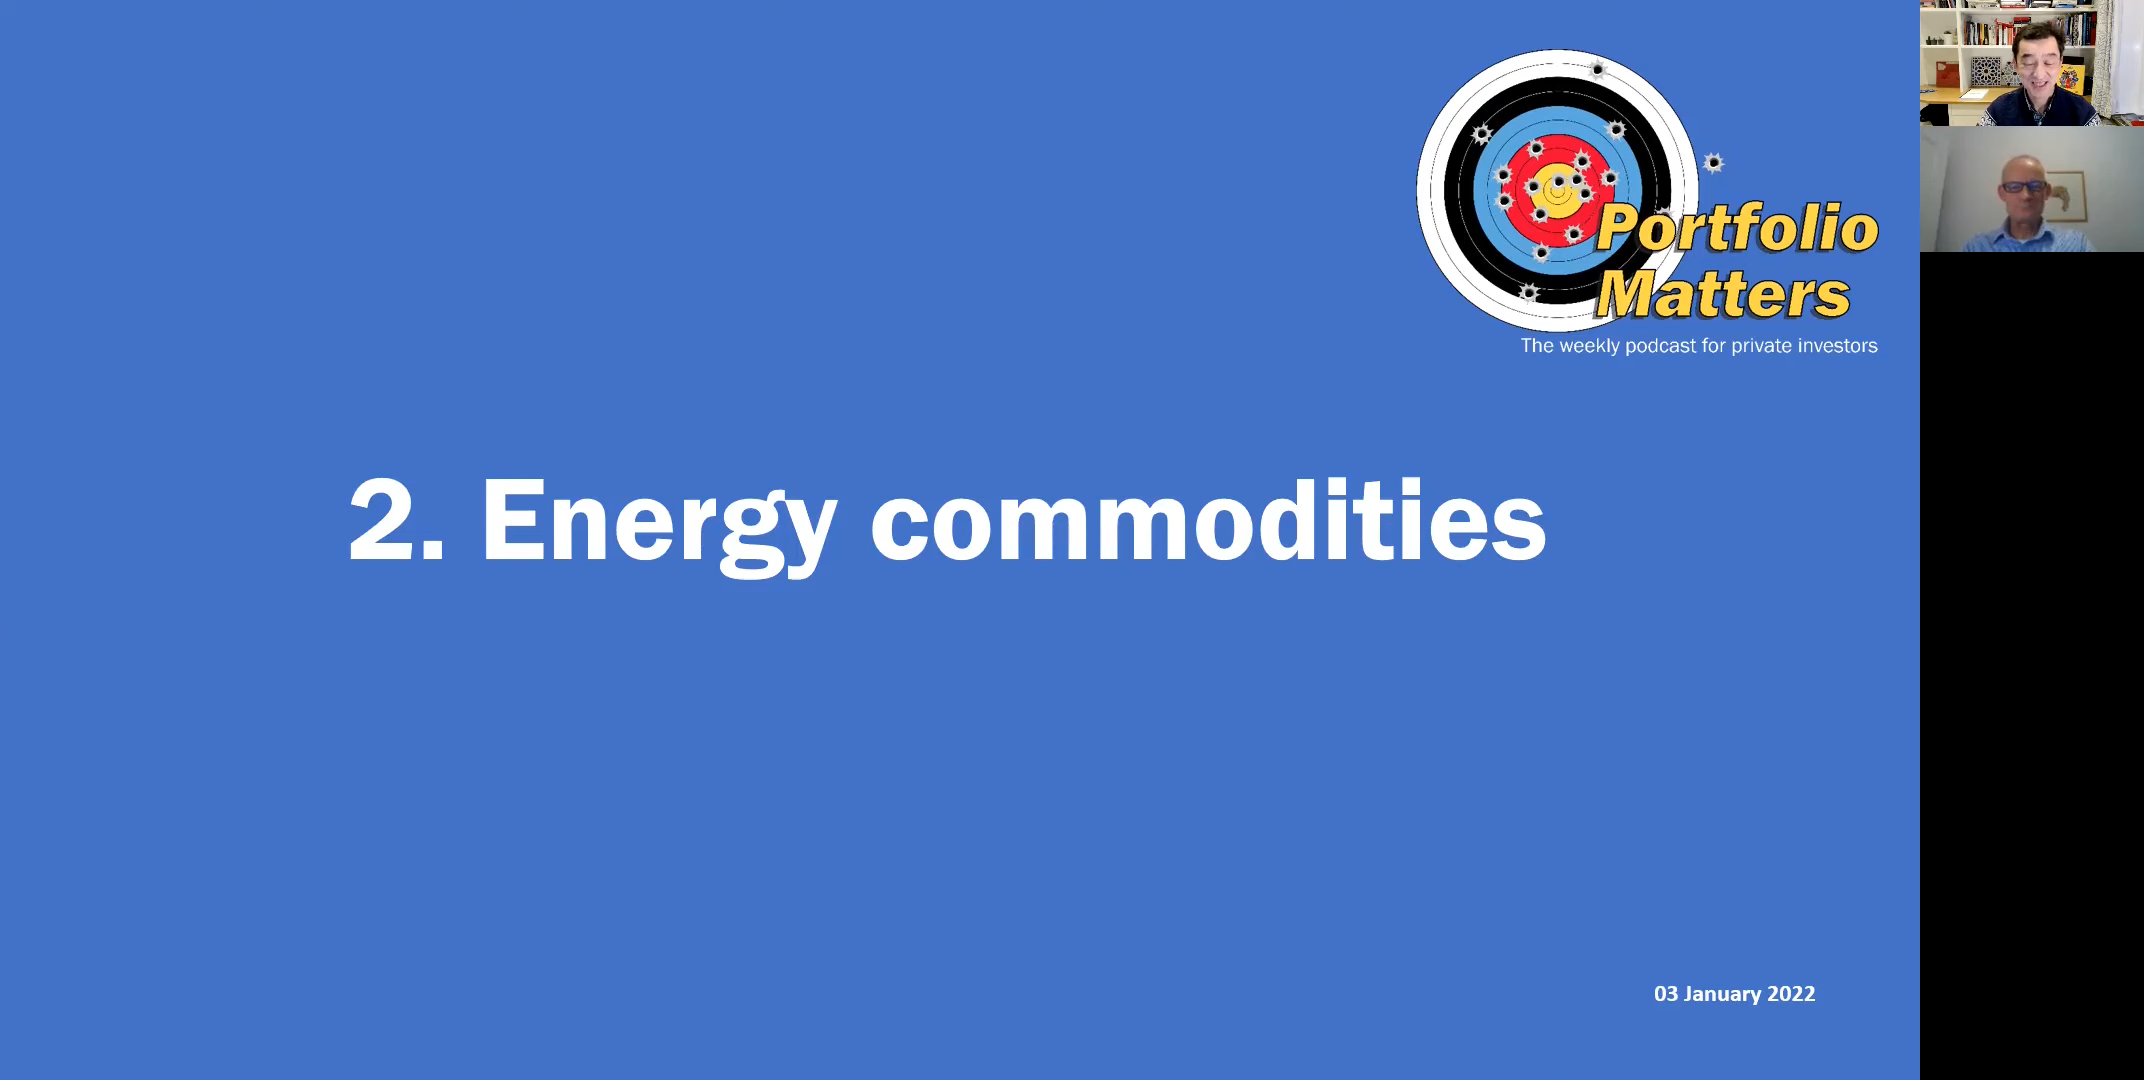 Portfolio
Matters
The weekly podcast for private investors
2. Energy commodities
03 January 2022